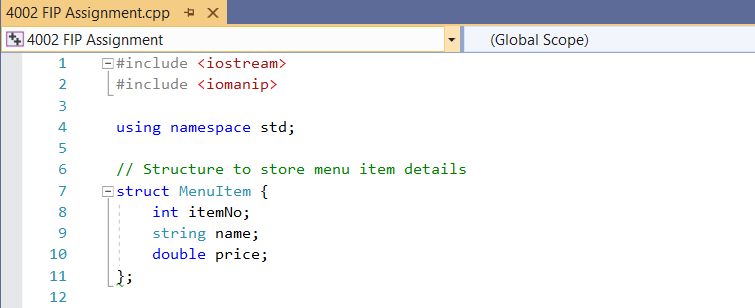 4002 FIP Assignment.cpp
4002 FIP Assignment (Global Scope)
1 #include <iostream>
2 #include <iomanip>
3
4 using namespace std;
5
6 // Structure to store menu item details
7 struct MenuItem {
8 int itemNo;
9 string name;
10 double price;
11 };
12